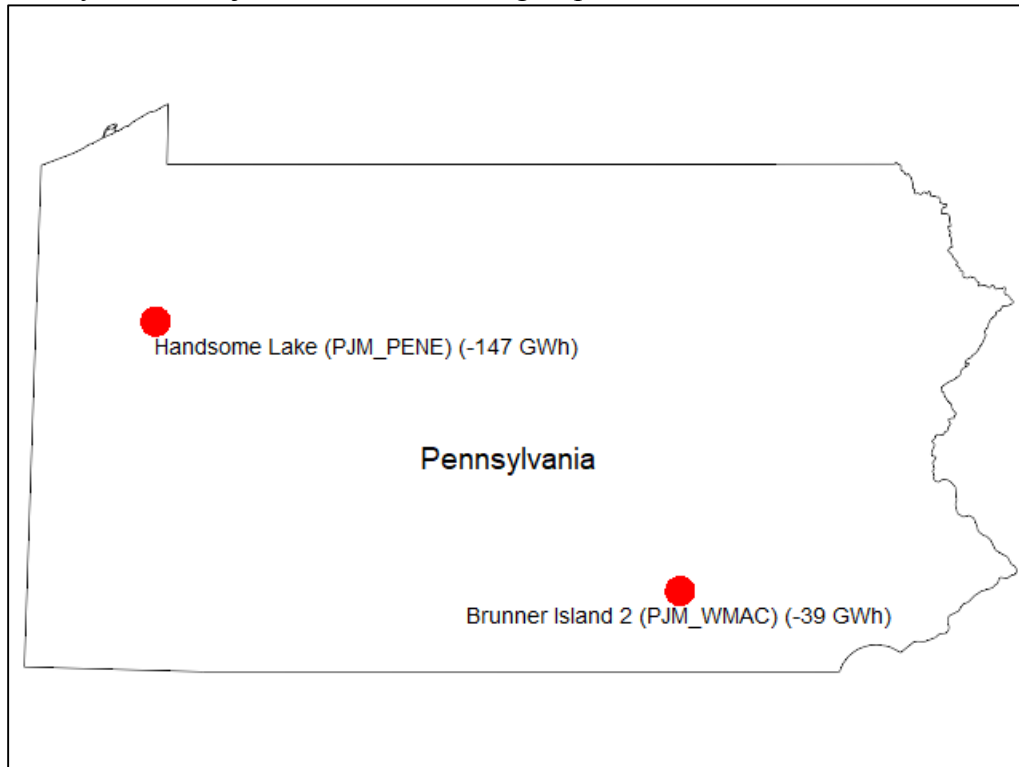 Handsome Lake (PJM_PENE) (-147 GWh)
Pennsylvania
Brunner Island 2 (PJM_WMAC) (-39 GWh)